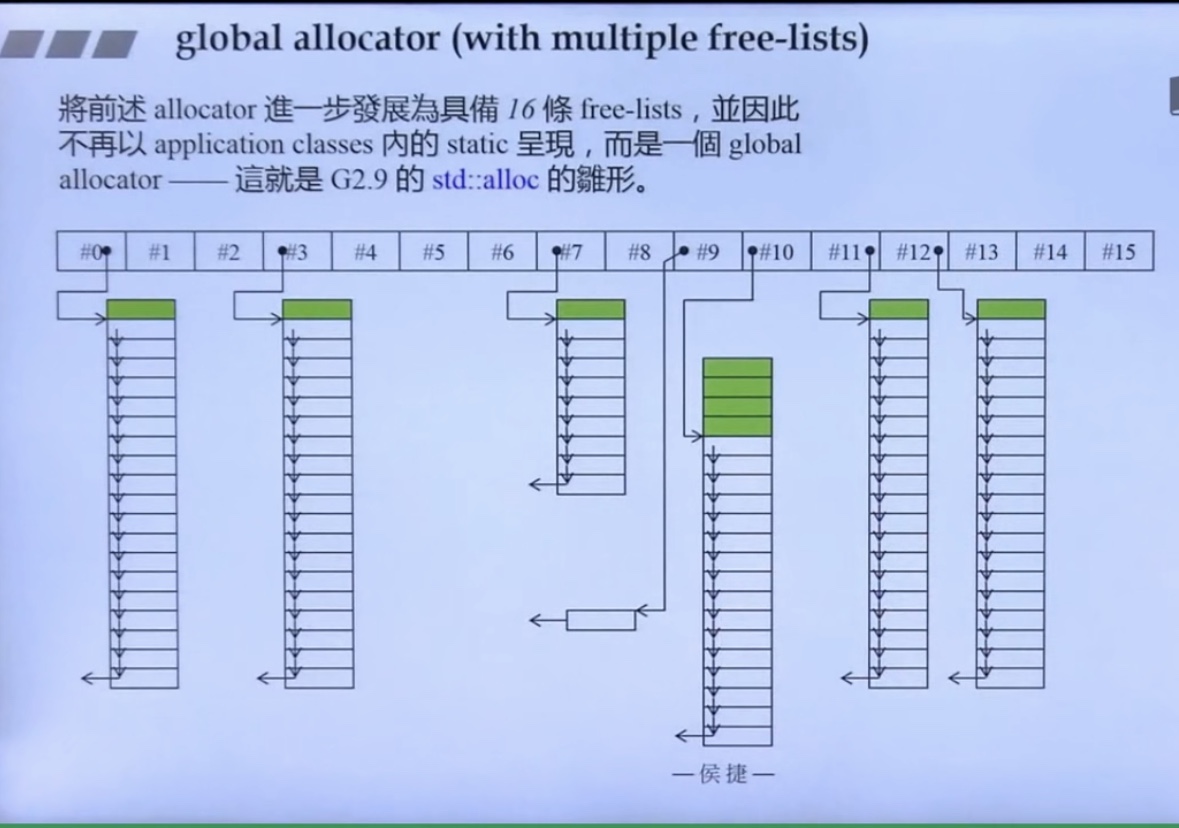 global allocator (with multiple free-lists)
將前述 allocator 進一步發展為具備 16 條 free-lists，並因此
不再以 application classes 內的 static 呈現，而是一個 global
allocator —— 這就是 G2.9 的 std::alloc 的雛形。
#0 #1 #2 #3 #4 #5 #6 #7 #8 #9 #10 #11 #12 #13 #14 #15
—侯捷—